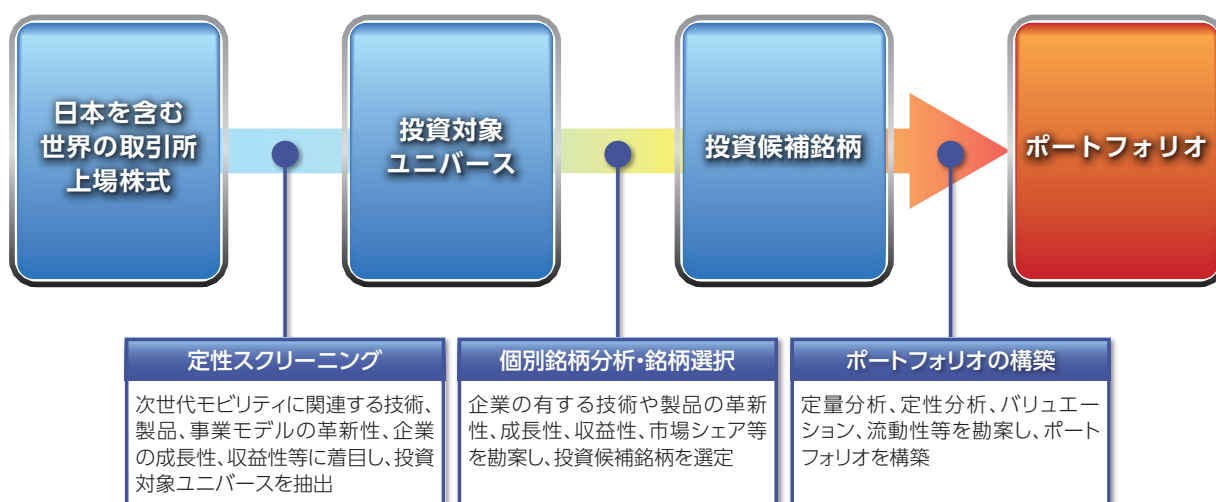 日本を含む
世界の取引所
上場株式
投資対象
ユニバース
投資候補銘柄
ポートフォリオ
定性スクリーニング
次世代モビリティに関連する技術、
製品、事業モデルの革新性、企業
の成長性、収益性等に着目し、投資
対象ユニバースを抽出
個別銘柄分析・銘柄選択
企業の有する技術や製品の革新
性、成長性、収益性、市場シェア等
を勘案し、投資候補銘柄を選定
ポートフォリオの構築
定量分析、定性分析、バリュエー
ション、流動性等を勘案し、ポート
フォリオを構築